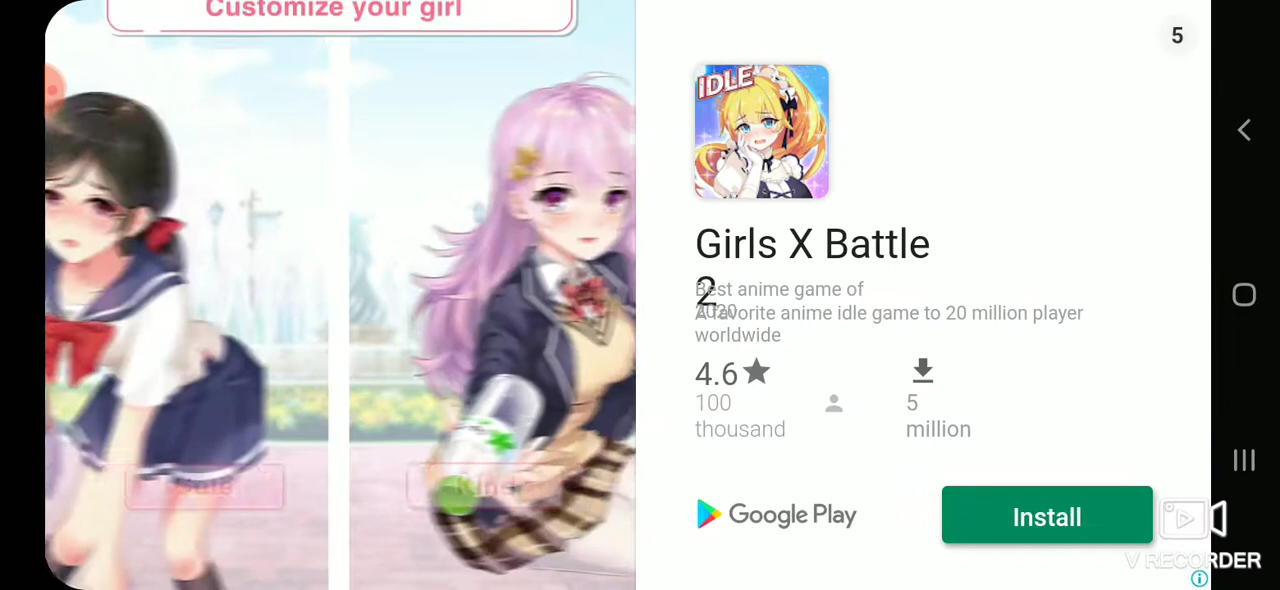 Customize your girl
5
IDLE
Girls X Battle
2
Best anime game of
2020
A favorite anime idle game to 20 million player
worldwide
4.6
100
thousand
5
million
Google Play
Install
V RECORDER